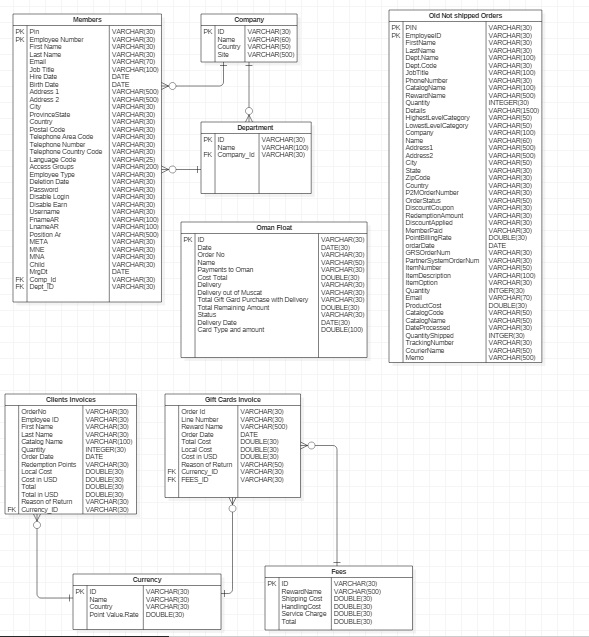 Members
PK Pin VARCHAR(30)
PK Employee Number VARCHAR(30)
First Name VARCHAR(30)
Last Name VARCHAR(30)
Email VARCHAR(70)
Job Title VARCHAR(100)
Hire Date DATE
Birth Date DATE
Address 1 VARCHAR(500)
Address 2 VARCHAR(500)
City VARCHAR(30)
ProvinceState VARCHAR(30)
Country VARCHAR(30)
Postal Code VARCHAR(30)
Telephone Area Code VARCHAR(30)
Telephone Number VARCHAR(30)
Telephone Country Code VARCHAR(30)
Language Code VARCHAR(25)
Access Groups VARCHAR(200)
Employee Type VARCHAR(30)
Deletion Date VARCHAR(30)
Password VARCHAR(30)
Disable Login VARCHAR(30)
Disable Earn VARCHAR(30)
Username VARCHAR(30)
FnameAR VARCHAR(100)
LnameAR VARCHAR(100)
Position Ar VARCHAR(500)
META VARCHAR(30)
MNE VARCHAR(30)
MNA VARCHAR(30)
Child VARCHAR(30)
MrgDt DATE
FK Comp_Id VARCHAR(30)
FK Dept_ID VARCHAR(30)
Company
PK ID VARCHAR(30)
Name VARCHAR(60)
Country VARCHAR(50)
Site VARCHAR(500)
Department
PK ID VARCHAR(30)
Name VARCHAR(100)
FK Company_Id VARCHAR(30)
Oman Float
PK ID VARCHAR(30)
Date DATE(30)
Order No VARCHAR(30)
Name VARCHAR(50)
Payments to Oman VARCHAR(30)
Cost Total DOUBLE(30)
Delivery VARCHAR(30)
Delivery out of Muscat VARCHAR(30)
Total Gift Gard Purchase with Delivery VARCHAR(30)
Total Remaining Amount DOUBLE(30)
Status VARCHAR(30)
Delivery Date DATE(30)
Card Type and amount DOUBLE(100)
Old Not shipped Orders
PK PIN VARCHAR(30)
PK EmployeeID VARCHAR(30)
FirstName VARCHAR(30)
LastName VARCHAR(30)
Dept.Name VARCHAR(100)
Dept.Code VARCHAR(30)
JobTitle VARCHAR(100)
PhoneNumber VARCHAR(30)
CatalogName VARCHAR(100)
RewardName VARCHAR(50)
Quantity INTEGER(30)
Details VARCHAR(1500)
HighestLevelCategory VARCHAR(50)
LowestLevelCategory VARCHAR(50)
Company VARCHAR(100)
Name VARCHAR(60)
Address1 VARCHAR(500)
Address2 VARCHAR(500)
City VARCHAR(50)
State VARCHAR(30)
ZipCode VARCHAR(30)
Country VARCHAR(30)
P2MOrderNumber VARCHAR(30)
OrderStatus VARCHAR(50)
DiscountCoupon VARCHAR(30)
RedemptionAmount VARCHAR(30)
DiscountApplied VARCHAR(30)
MemberPaid VARCHAR(30)
PointBillingRate DOUBLE(30)
ordarDate DATE
GRSOrderNum VARCHAR(30)
PartnerSystemOrderNum VARCHAR(30)
ItemNumber VARCHAR(50)
ItemDescription VARCHAR(100)
ItemOption VARCHAR(30)
Quantity INTGER(30)
Email VARCHAR(70)
ProductCost DOUBLE(30)
CatalogCode VARCHAR(50)
CatalogName VARCHAR(50)
DateProcessed VARCHAR(30)
QuantityShipped INTGER(30)
TrackingNumber VARCHAR(30)
CourierName VARCHAR(50)
Memo VARCHAR(500)
Clients Invoices
OrderNo VARCHAR(30)
Employee ID VARCHAR(30)
First Name VARCHAR(30)
Last Name VARCHAR(30)
Catalog Name VARCHAR(100)
Quantity INTEGER(30)
Order Date DATE
Redemption Points VARCHAR(30)
Local Cost DOUBLE(30)
Cost in USD DOUBLE(30)
Total DOUBLE(30)
Total in USD DOUBLE(30)
Reason of Return VARCHAR(30)
FK Currency_ID VARCHAR(30)
Gift Cards Invoice
Order Id VARCHAR(30)
Line Number VARCHAR(30)
Reward Name VARCHAR(500)
Order Date DATE
Total Cost DOUBLE(30)
Local Cost DOUBLE(30)
Cost in USD DOUBLE(30)
Reason of Return VARCHAR(50)
FK Currency_ID VARCHAR(30)
FK FEES_ID VARCHAR(30)
Currency
PK ID VARCHAR(30)
Name VARCHAR(30)
Country VARCHAR(30)
Point Value.Rate DOUBLE(30)
Fees
PK ID VARCHAR(30)
RewardName VARCHAR(500)
Shipping Cost DOUBLE(30)
HandlingCost DOUBLE(30)
Service Charge DOUBLE(30)
Total DOUBLE(30)